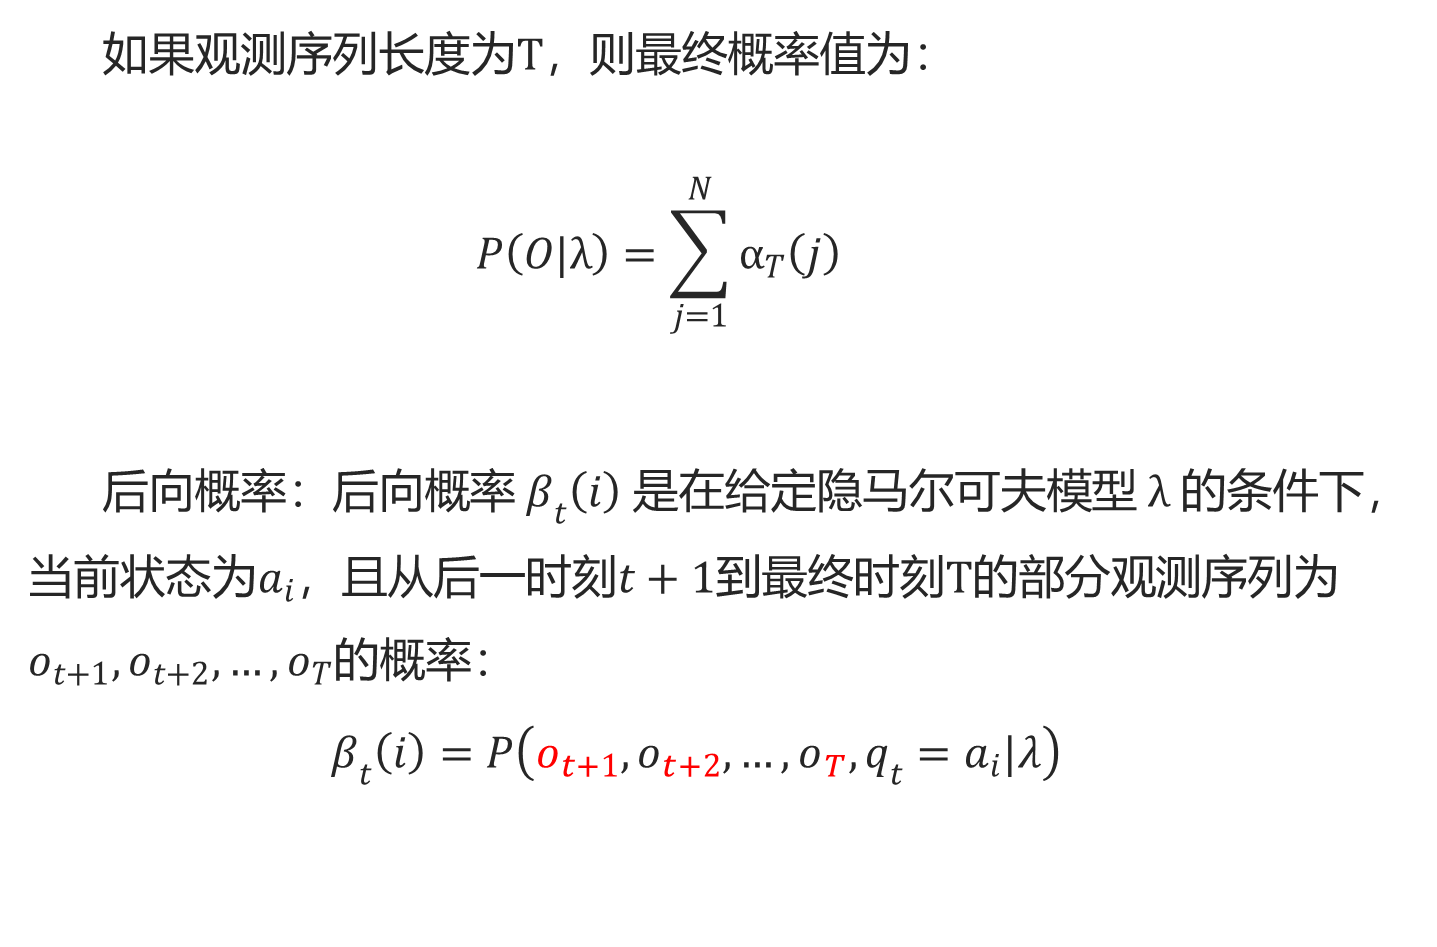 如果观测序列长度为T，则最终概率值为：
P(O|λ) = ∑_{j=1}^{N} α_T(j)
后向概率：后向概率 β_t(i) 是在给定隐马尔可夫模型 λ 的条件下，
当前状态为a_i，且从后一时刻t + 1到最终时刻T的部分观测序列为
o_{t+1}, o_{t+2}, … , o_T的概率：
β_t(i) = P(o_{t+1}, o_{t+2}, … , o_T, q_t = a_i|λ)